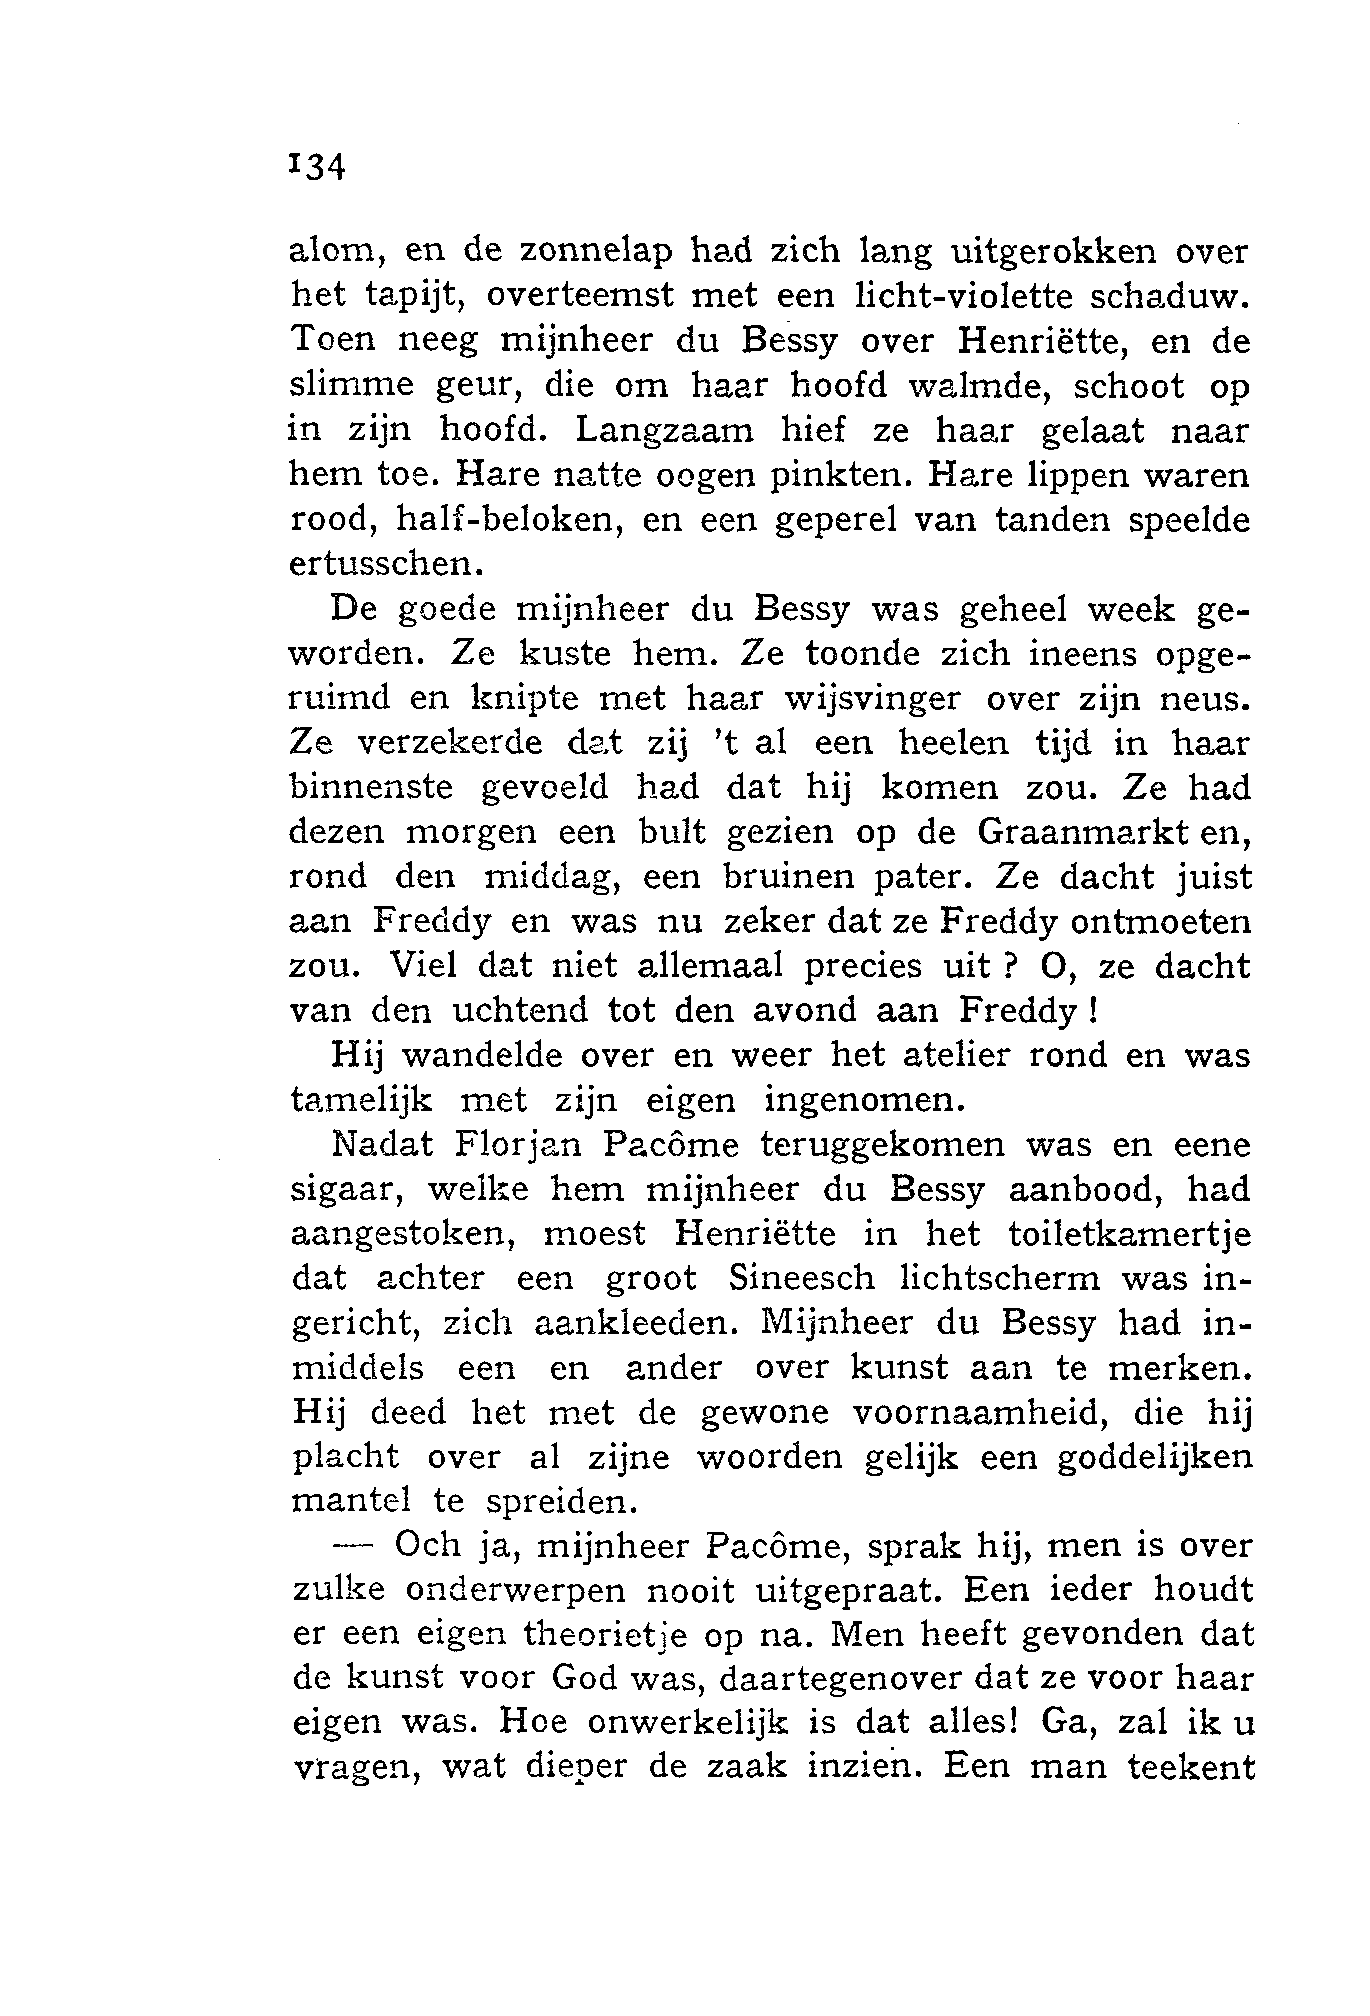 134
alom, en de zonnelap had zich lang uitgerokken over
het tapijt, overteemst met een licht-violette schaduw.
Toen neeg mijnheer du Bessy over Henriëtte, en de
slimme geur, die om haar hoofd walmde, schoot op
in zijn hoofd. Langzaam hief ze haar gelaat naar
hem toe. Hare natte oogen pinkten. Hare lippen waren
rood, half-beloken, en een geperel van tanden speelde
ertusschen.
De goede mijnheer du Bessy was geheel week ge-
worden. Ze kuste hem. Ze toonde zich ineens opge-
ruimd en knipte met haar wijsvinger over zijn neus.
Ze verzekerde dat zij 't al een heelen tijd in haar
binnenste gevoeld had dat hij komen zou. Ze had
dezen morgen een bult gezien op de Graanmarkt en,
rond den middag, een bruinen pater. Ze dacht juist
aan Freddy en was nu zeker dat ze Freddy ontmoeten
zou. Viel dat niet allemaal precies uit ? O, ze dacht
van den uchtend tot den avond aan Freddy !
Hij wandelde over en weer het atelier rond en was
tamelijk met zijn eigen ingenomen.
Nadat Florjan Pacôme teruggekomen was en eene
sigaar, welke hem mijnheer du Bessy aanbood, had
aangestoken, moest Henriëtte in het toiletkamertje
dat achter een groot Sineesch lichtscherm was in-
gericht, zich aankleeden. Mijnheer du Bessy had in-
middels een en ander over kunst aan te merken.
Hij deed het met de gewone voornaamheid, die hij
placht over al zijne woorden gelijk een goddelijken
mantel te spreiden.
— Och ja, mijnheer Pacôme, sprak hij, men is over
zulke onderwerpen nooit uitgepraat. Een ieder houdt
er een eigen theorietje op na. Men heeft gevonden dat
de kunst voor God was, daartegenover dat ze voor haar
eigen was. Hoe onwerkelijk is dat alles! Ga, zal ik u
vragen, wat dieper de zaak inzien. Een man teekent